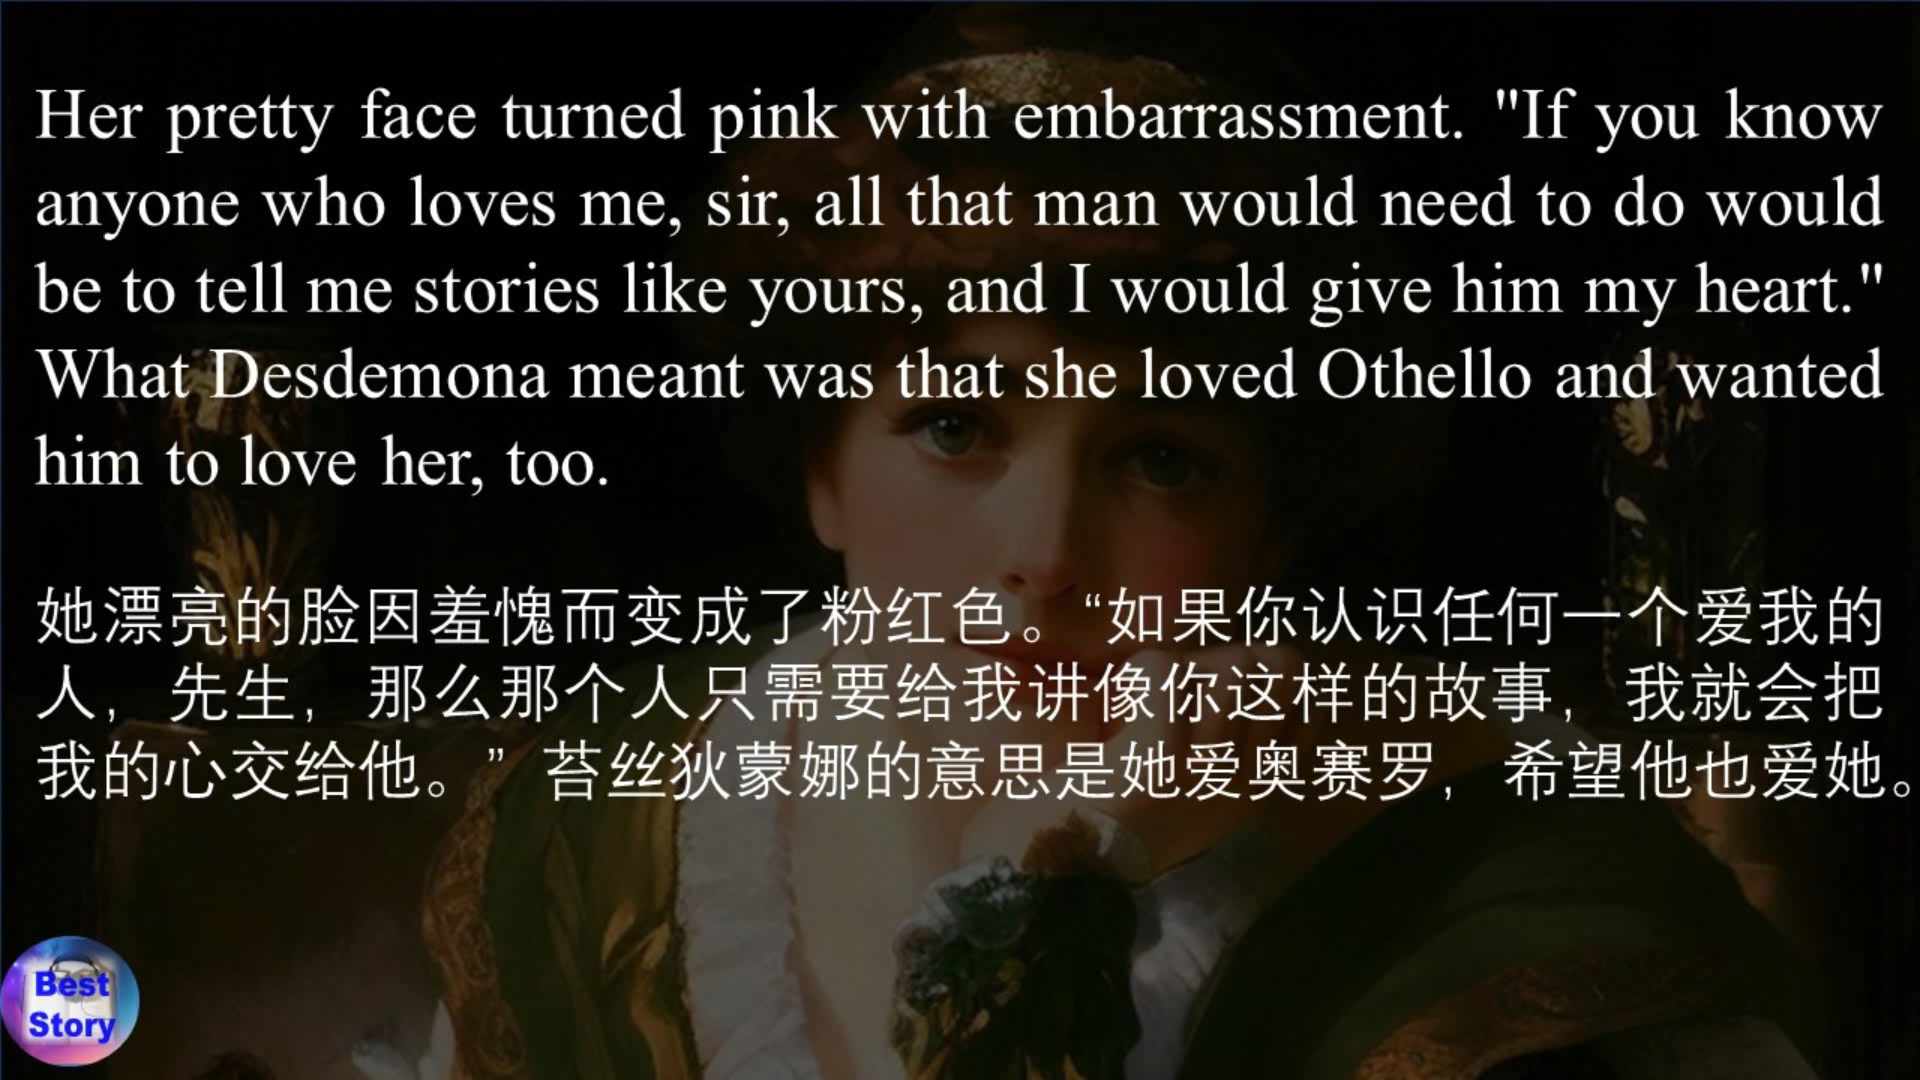 Her pretty face turned pink with embarrassment. "If you know
anyone who loves me, sir, all that man would need to do would
be to tell me stories like yours, and I would give him my heart."
What Desdemona meant was that she loved Othello and wanted
him to love her, too.
她漂亮的脸因羞愧而变成了粉红色。“如果你认识任何一个爱我的
人，先生，那么那个人只需要给我讲像你这样的故事，我就会把
我的心交给他。” 苔丝狄蒙娜的意思是她爱奥赛罗，希望他也爱她。
Best
Story